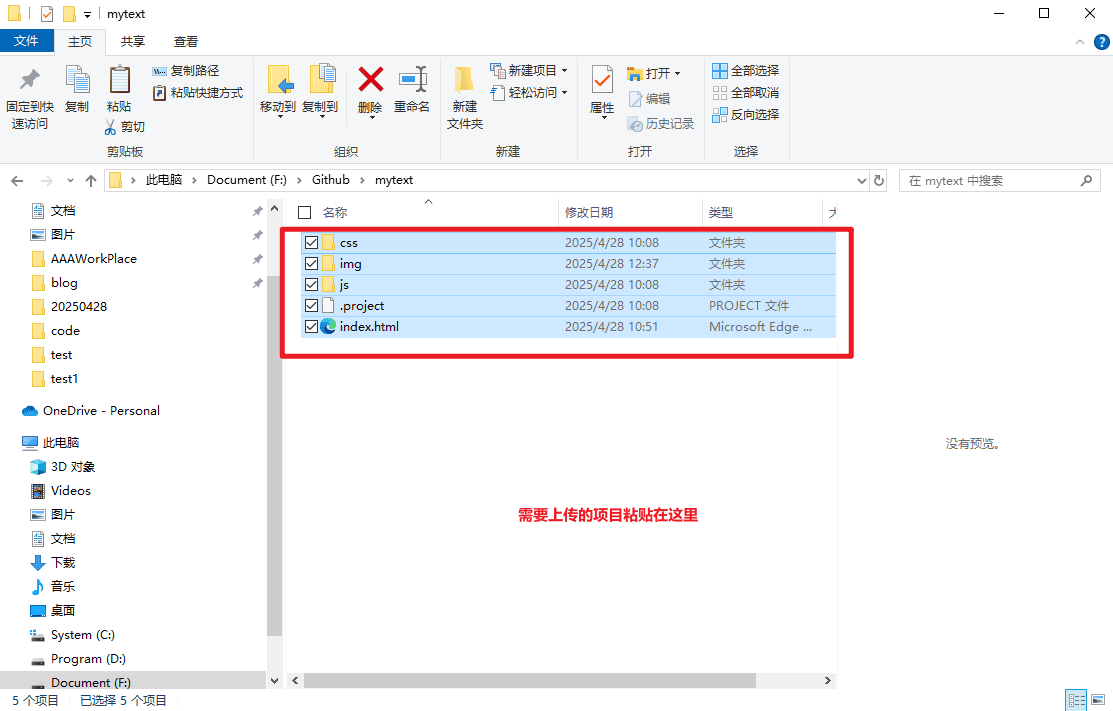 mytext
文件 主页 共享 查看
固定到快速访问
复制
粘贴
复制路径
粘贴快捷方式
剪切
剪贴板
移动到
复制到
删除
重命名
组织
新建文件夹
新建项目
轻松访问
新建
属性
打开
编辑
历史记录
打开
全部选择
全部取消
反向选择
选择
此电脑 > Document (F:) > Github > mytext
在 mytext 中搜索
文档
图片
AAAWorkPlace
blog
20250428
code
test
test1
OneDrive - Personal
此电脑
3D 对象
Videos
图片
文档
下载
音乐
桌面
System (C:)
Program (D:)
Document (F:)
名称 修改日期 类型
css 2025/4/28 10:08 文件夹
img 2025/4/28 12:37 文件夹
js 2025/4/28 10:08 文件夹
.project 2025/4/28 10:08 PROJECT 文件
index.html 2025/4/28 10:51 Microsoft Edge ...
需要上传的项目粘贴在这里
没有预览。
5 个项目 已选择 5 个项目